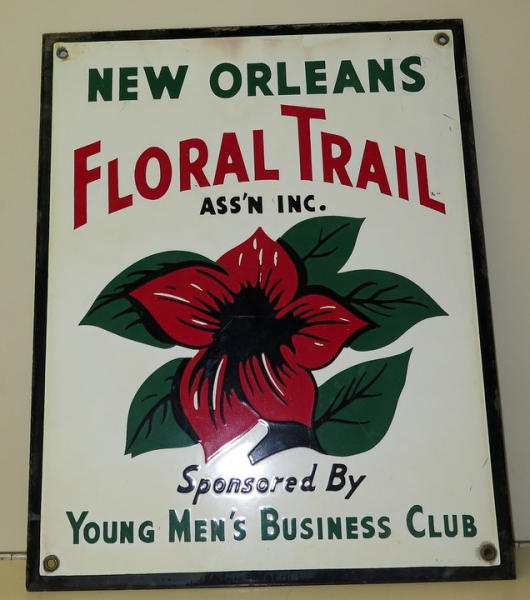 NEW ORLEANS
FLORAL TRAIL
ASS'N INC.
Sponsored By
YOUNG MEN'S BUSINESS CLUB